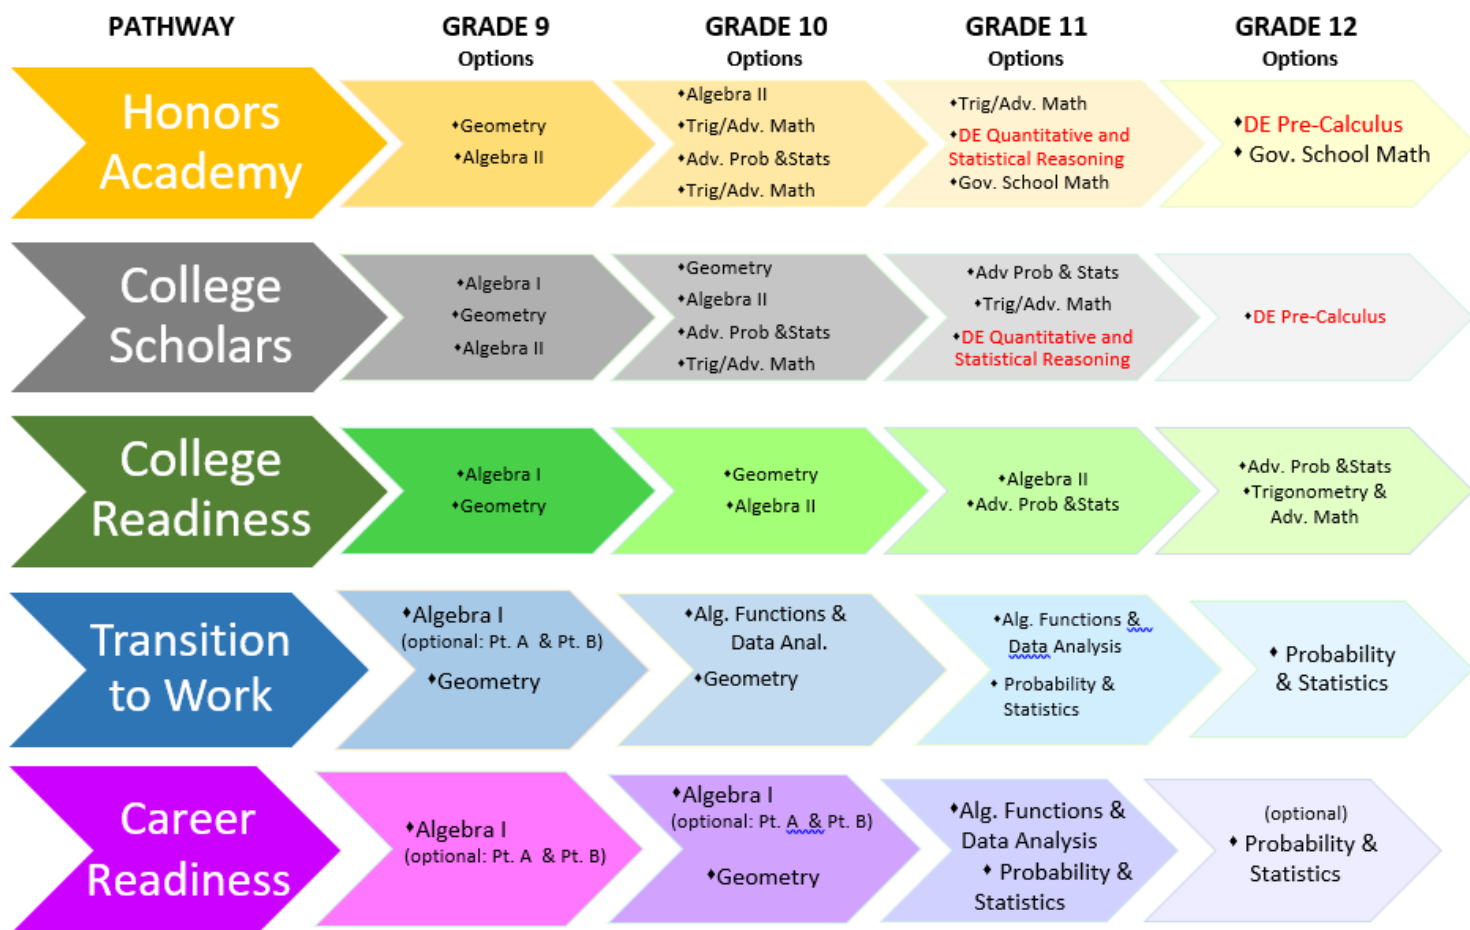 PATHWAY
GRADE 9
Options
GRADE 10
Options
GRADE 11
Options
GRADE 12
Options
Honors
Academy
♦Geometry
♦Algebra II
♦Algebra II
♦Trig/Adv. Math
♦Adv. Prob &Stats
♦Trig/Adv. Math
♦Trig/Adv. Math
♦DE Quantitative and
Statistical Reasoning
♦Gov. School Math
♦DE Pre-Calculus
♦ Gov. School Math
College
Scholars
♦Algebra I
♦Geometry
♦Algebra II
♦Geometry
♦Algebra II
♦Adv. Prob &Stats
♦Trig/Adv. Math
♦Adv Prob & Stats
♦Trig/Adv. Math
♦DE Quantitative and
Statistical Reasoning
♦DE Pre-Calculus
College
Readiness
♦Algebra I
♦Geometry
♦Geometry
♦Algebra II
♦Algebra II
♦Adv. Prob &Stats
♦Adv. Prob &Stats
♦Trigonometry &
Adv. Math
Transition
to Work
♦Algebra I
(optional: Pt. A & Pt. B)
♦Geometry
♦Alg. Functions &
Data Anal.
♦Geometry
♦Alg. Functions &
Data Analysis
♦ Probability &
Statistics
♦ Probability
& Statistics
Career
Readiness
♦Algebra I
(optional: Pt. A & Pt. B)
♦Algebra I
(optional: Pt. A & Pt. B)
♦Geometry
♦Alg. Functions &
Data Analysis
♦ Probability &
Statistics
(optional)
♦ Probability &
Statistics